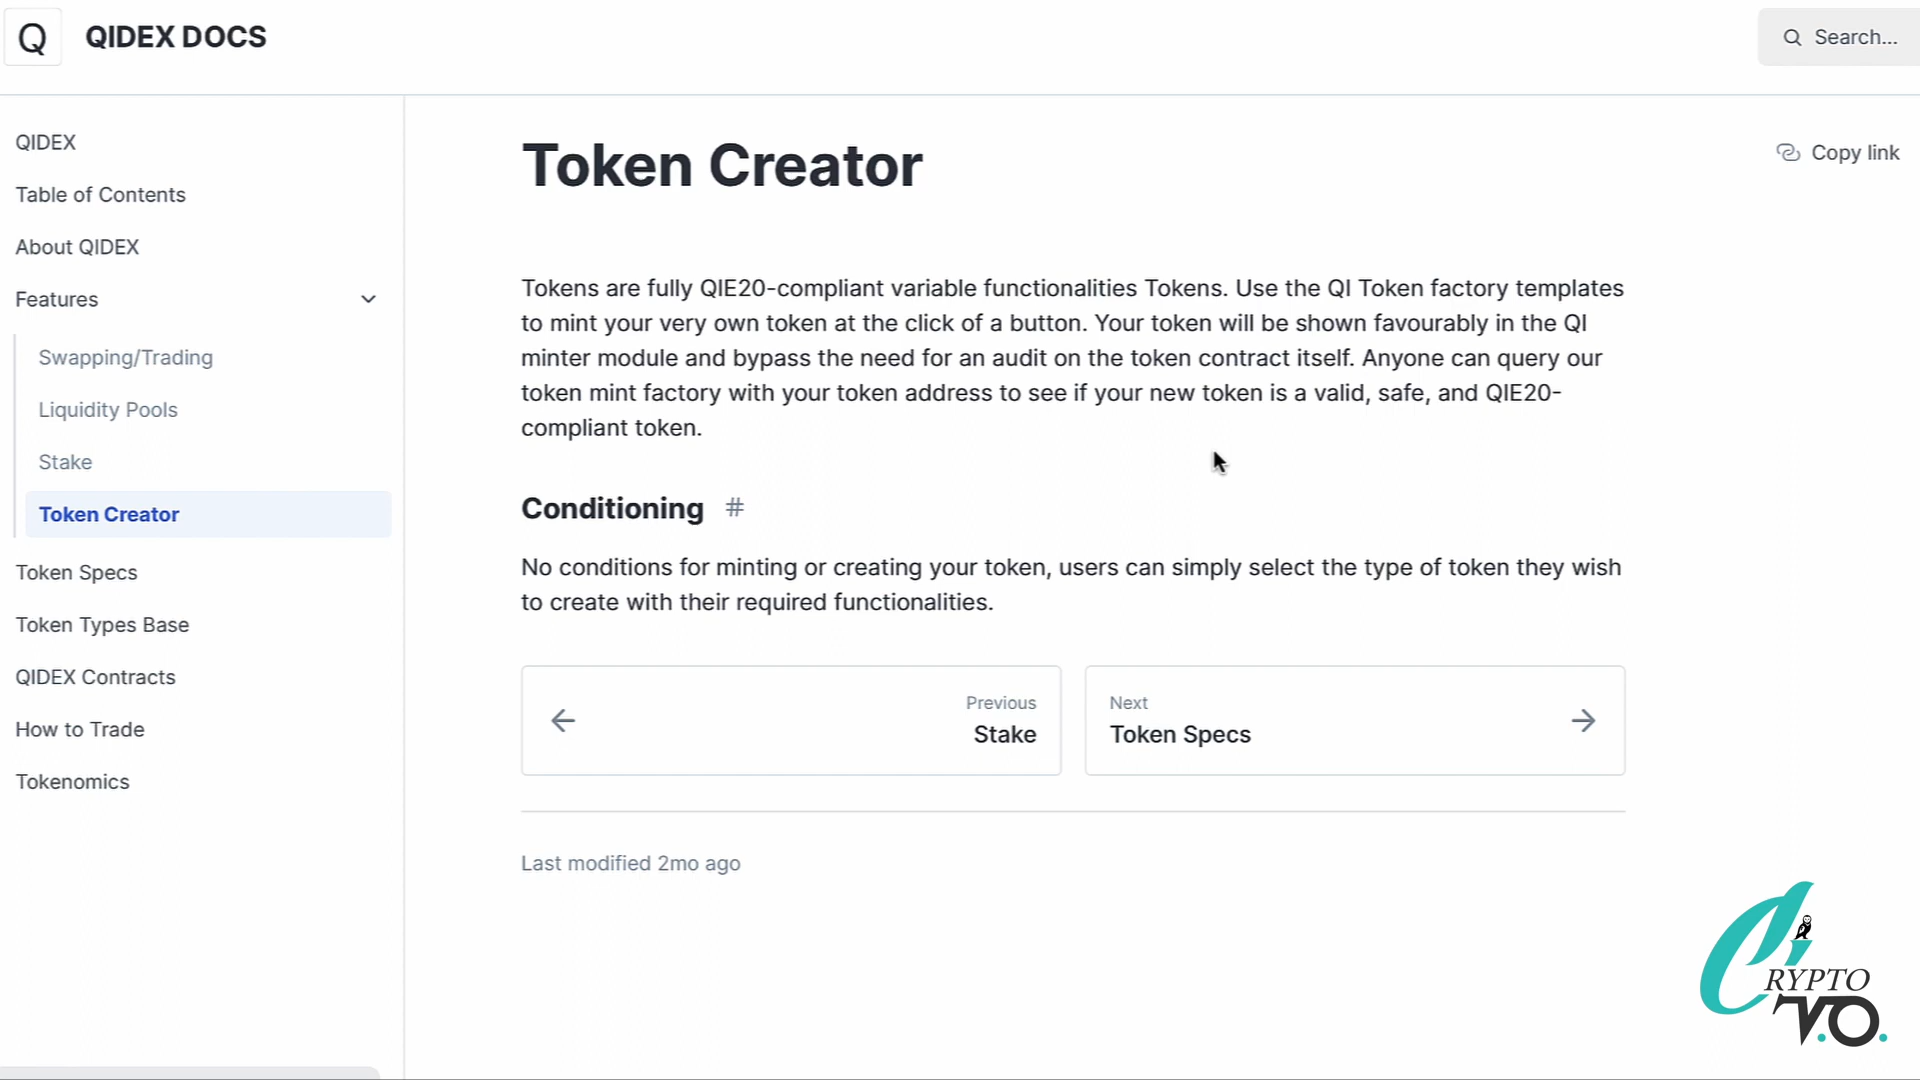 Q
QIDEX DOCS
Search...
QIDEX
Table of Contents
About QIDEX
Features
Swapping/Trading
Liquidity Pools
Stake
Token Creator
Token Specs
Token Types Base
QIDEX Contracts
How to Trade
Tokenomics
Token Creator
Copy link
Tokens are fully QIE20-compliant variable functionalities Tokens. Use the QI Token factory templates
to mint your very own token at the click of a button. Your token will be shown favourably in the QI
minter module and bypass the need for an audit on the token contract itself. Anyone can query our
token mint factory with your token address to see if your new token is a valid, safe, and QIE20-
compliant token.
Conditioning #
No conditions for minting or creating your token, users can simply select the type of token they wish
to create with their required functionalities.
Previous
Stake
Next
Token Specs
Last modified 2mo ago
CRYPTO
V.O.